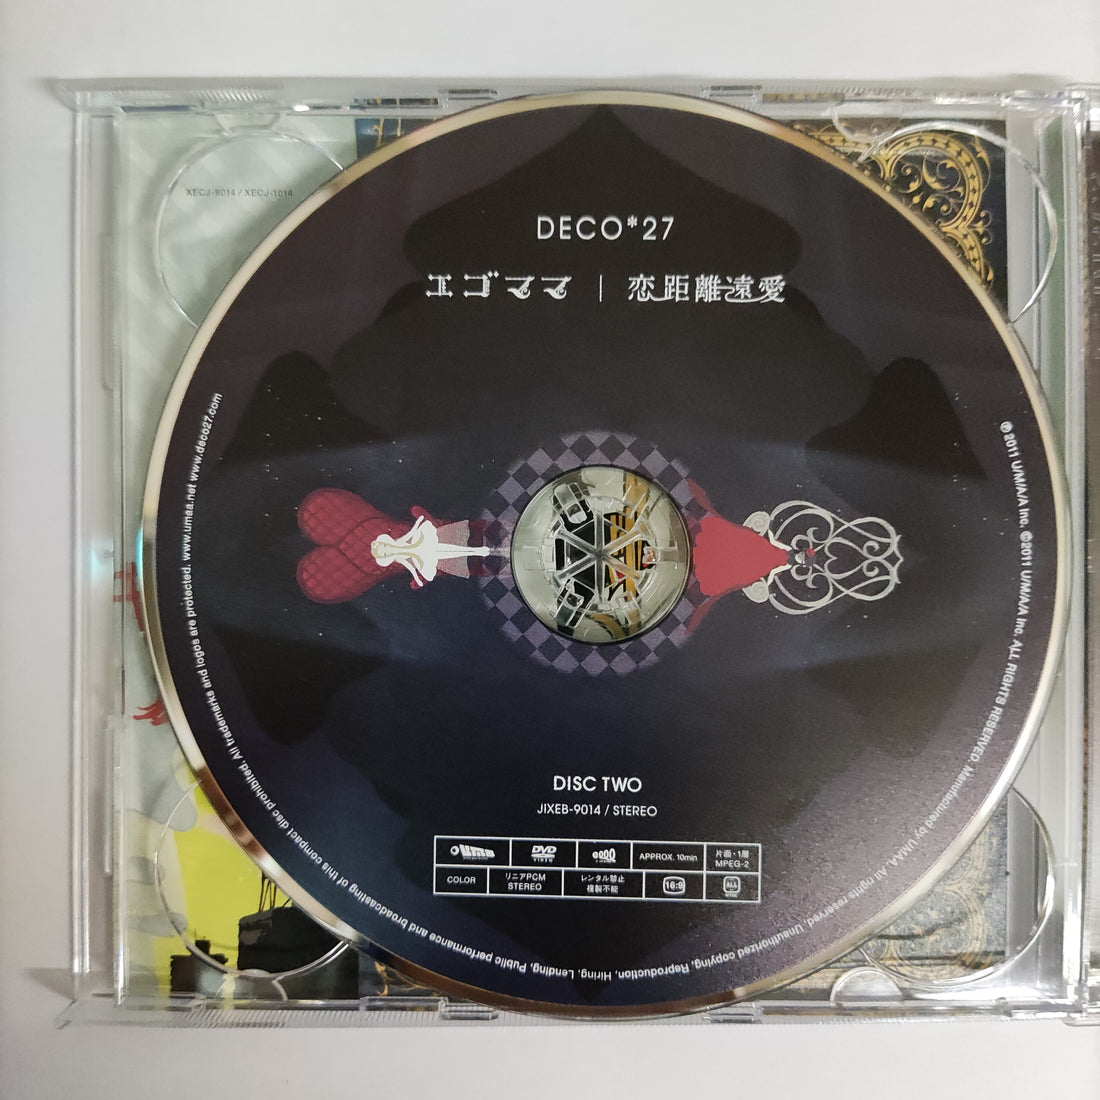 XECJ-9014 / XECJ-1014
DECO*27
エゴママ | 恋距離遠愛
DISC TWO
JIXEB-9014 / STEREO
uma
DVD
VIDEO
APPROX. 10min
片面・1層
MPEG-2
COLOR
リニアPCM
STEREO
レンタル禁止
複製不能
16:9
ALL
NTSC
℗2011 U/M/A/A Inc. ©2011 U/M/A/A Inc. ALL RIGHTS RESERVED. Manufactured by UMAA. All rights reserved. Unauthorized copying, Reproduction, Hiring, Lending, Public performance and broadcasting of this compact disc prohibited. All trademarks and logos are protected. www.umaa.net www.deco27.com